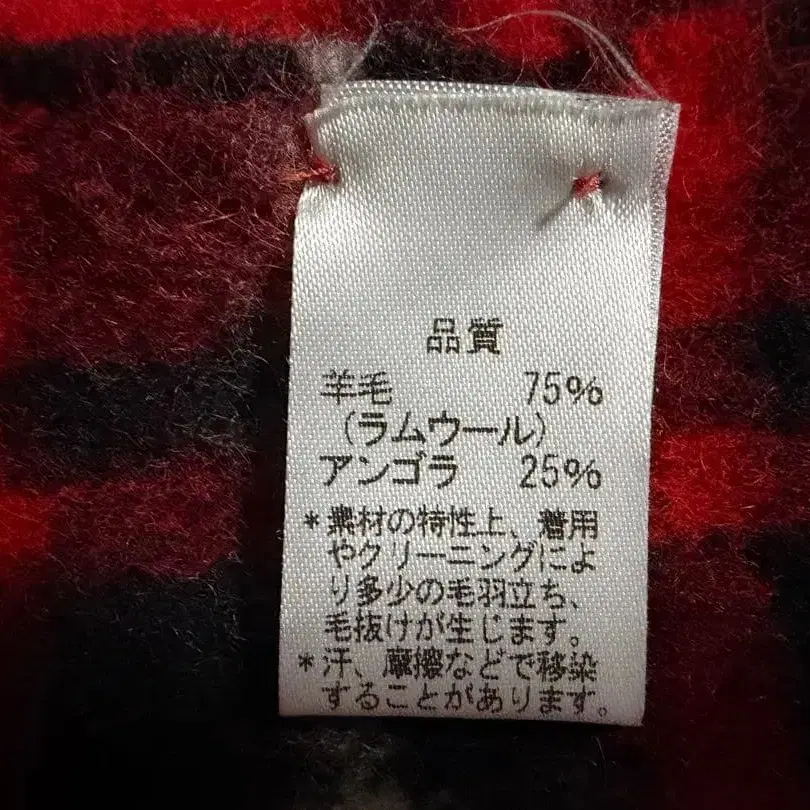 品質
羊毛 75%
(ラムウール)
アンゴラ 25%
*素材の特性上、着用
やクリーニングによ
り多少の毛羽立ち、
毛抜けが生じます。
*汗、摩擦などで移染
することがあります。